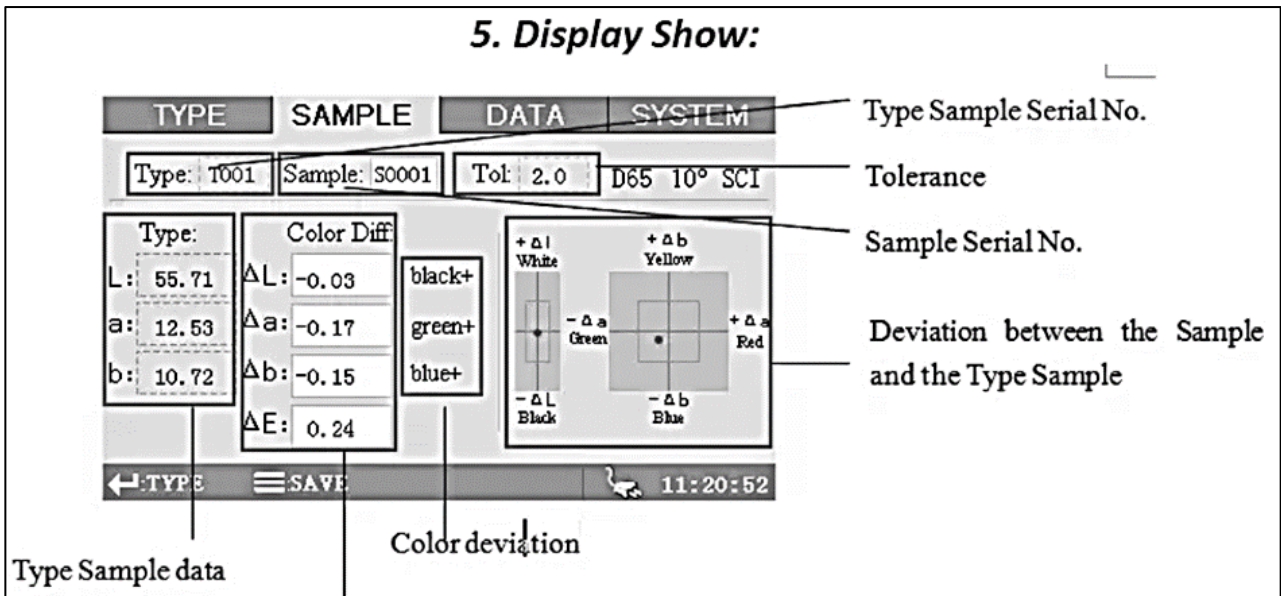 5. Display Show:
TYPE SAMPLE DATA SYSTEM
Type Sample Serial No.
Type: T001 Sample: S0001 Tol: 2.0 D65 10° SCI
Tolerance
Sample Serial No.
Type: Color Diff:
L: 55.71 ΔL: -0.03 black+
a: 12.53 Δa: -0.17 green+
b: 10.72 Δb: -0.15 blue+
ΔE: 0.24
+ Δl
White
+ Δb
Yellow
- Δa
Green
+ Δa
Red
- ΔL
Black
- Δb
Blue
Deviation between the Sample
and the Type Sample
:TYPE :SAVE 11:20:52
Color deviation
Type Sample data